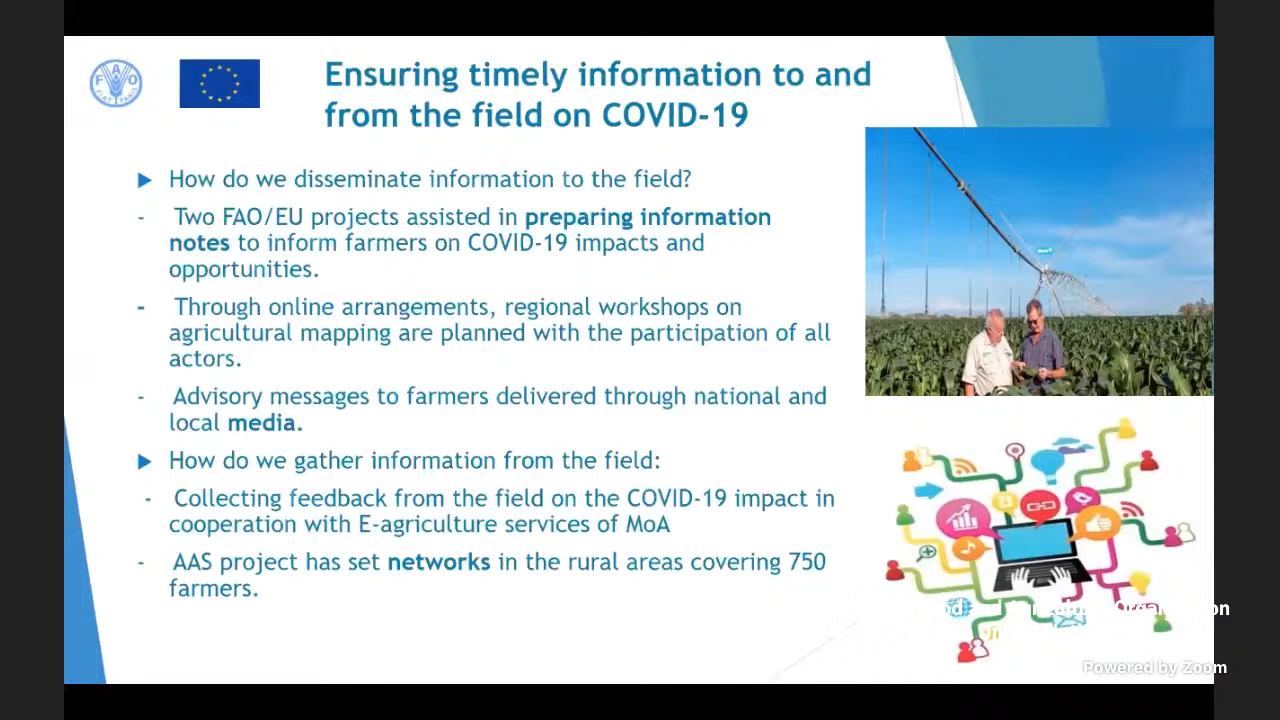 Ensuring timely information to and
from the field on COVID-19
How do we disseminate information to the field?
- Two FAO/EU projects assisted in preparing information
notes to inform farmers on COVID-19 impacts and
opportunities.
- Through online arrangements, regional workshops on
agricultural mapping are planned with the participation of all
actors.
- Advisory messages to farmers delivered through national and
local media.
How do we gather information from the field:
- Collecting feedback from the field on the COVID-19 impact in
cooperation with E-agriculture services of MoA
- AAS project has set networks in the rural areas covering 750
farmers.
FAO
FIAT PANIS
Powered by Zoom